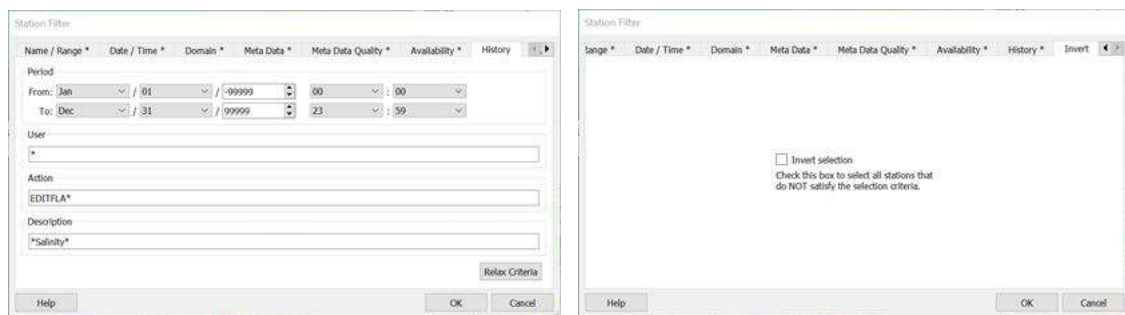 Station Filter
Name / Range * Date / Time * Domain * Meta Data * Meta Data Quality * Availability * History
Period
From: Jan / 01 / -99999 00 : 00
To: Dec / 31 / 99999 23 : 59
User
*
Action
EDITFLA*
Description
*Salinity*
Relax Criteria
Help OK Cancel
Station Filter
Range * Date / Time * Domain * Meta Data * Meta Data Quality * Availability * History * Invert
Invert selection
Check this box to select all stations that
do NOT satisfy the selection criteria.
Help OK Cancel